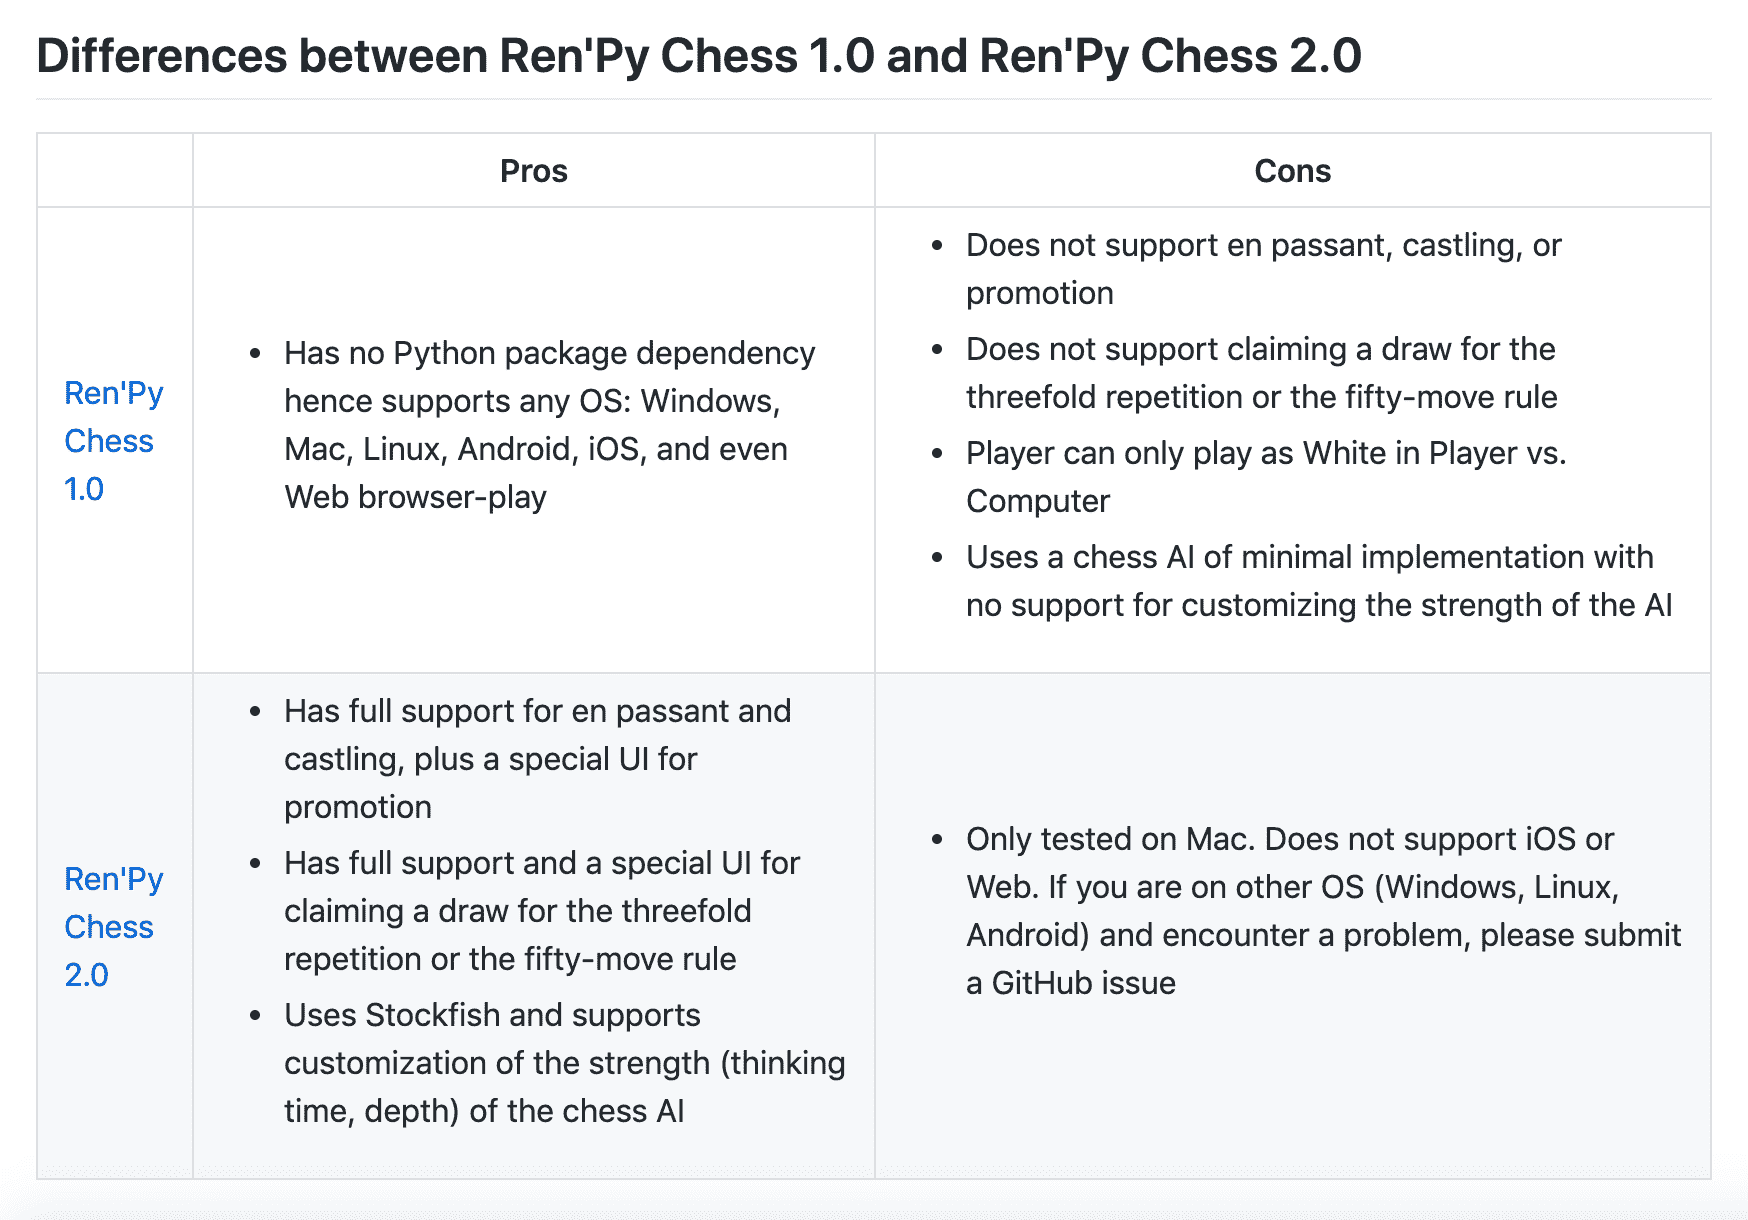 Differences between Ren'Py Chess 1.0 and Ren'Py Chess 2.0
Pros
Cons
Ren'Py
Chess
1.0
• Has no Python package dependency
hence supports any OS: Windows,
Mac, Linux, Android, iOS, and even
Web browser-play
• Does not support en passant, castling, or
promotion
• Does not support claiming a draw for the
threefold repetition or the fifty-move rule
• Player can only play as White in Player vs.
Computer
• Uses a chess AI of minimal implementation with
no support for customizing the strength of the AI
Ren'Py
Chess
2.0
• Has full support for en passant and
castling, plus a special UI for
promotion
• Has full support and a special UI for
claiming a draw for the threefold
repetition or the fifty-move rule
• Uses Stockfish and supports
customization of the strength (thinking
time, depth) of the chess AI
• Only tested on Mac. Does not support iOS or
Web. If you are on other OS (Windows, Linux,
Android) and encounter a problem, please submit
a GitHub issue